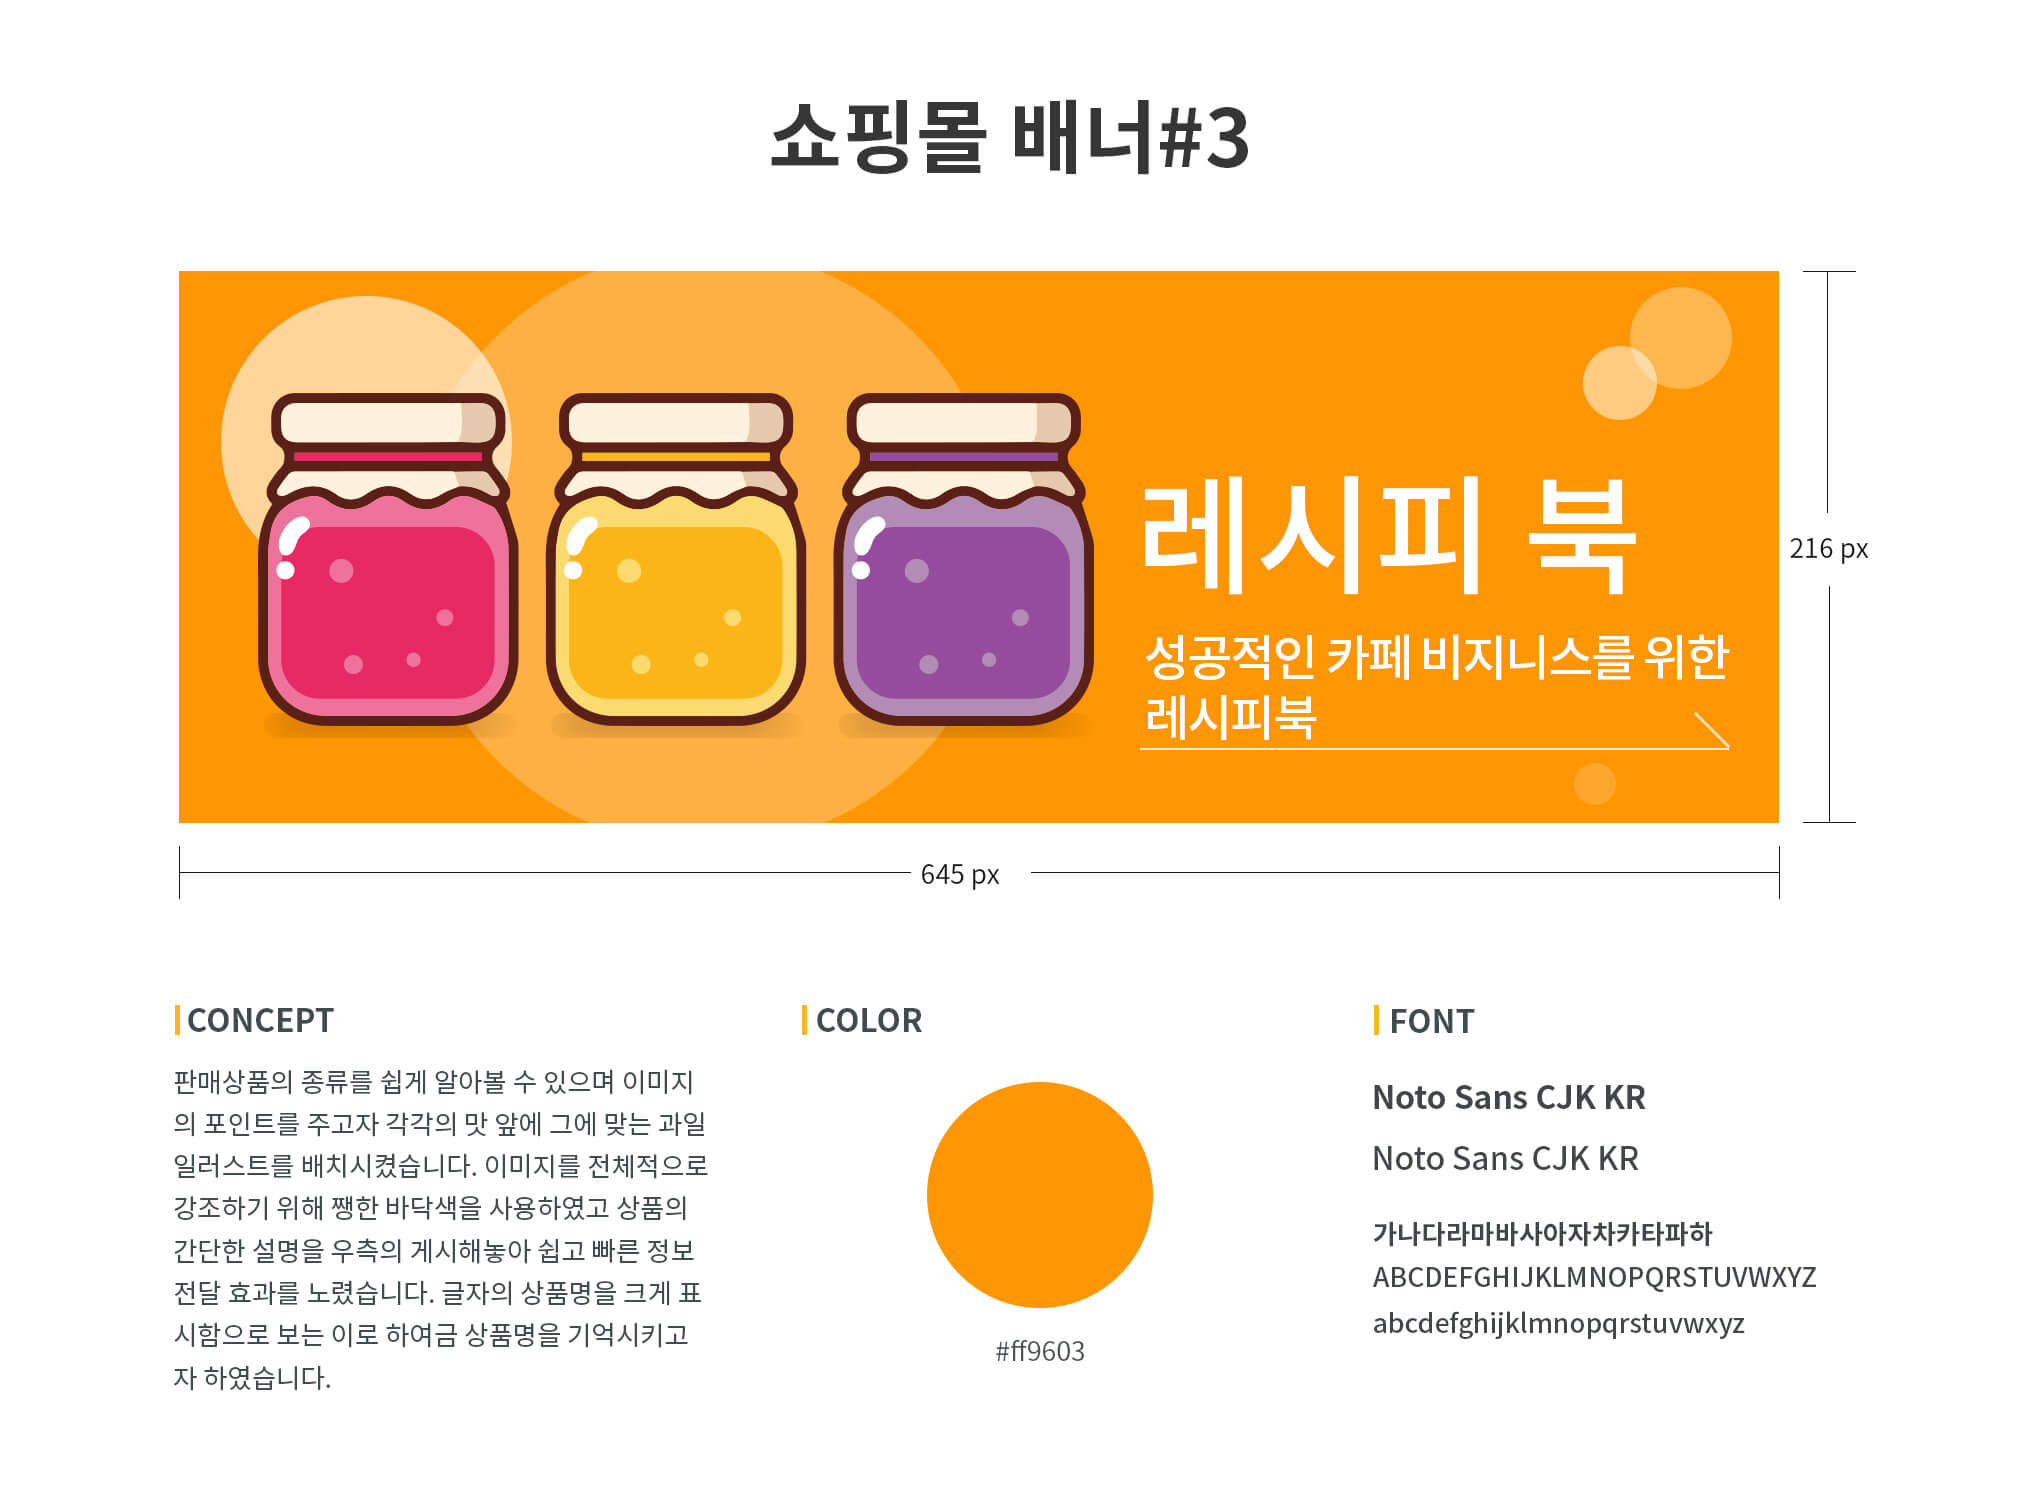 쇼핑몰 배너#3
레시피 북
성공적인 카페 비지니스를 위한
레시피북
216 px
645 px
CONCEPT
판매상품의 종류를 쉽게 알아볼 수 있으며 이미지
의 포인트를 주고자 각각의 맛 앞에 그에 맞는 과일
일러스트를 배치시켰습니다. 이미지를 전체적으로
강조하기 위해 쨍한 바닥색을 사용하였고 상품의
간단한 설명을 우측의 게시해놓아 쉽고 빠른 정보
전달 효과를 노렸습니다. 글자의 상품명을 크게 표
시함으로 보는 이로 하여금 상품명을 기억시키고
자 하였습니다.
COLOR
#ff9603
FONT
Noto Sans CJK KR
Noto Sans CJK KR
가나다라마바사아자차카타파하
ABCDEFGHIJKLMNOPQRSTUVWXYZ
abcdefghijklmnopqrstuvwxyz